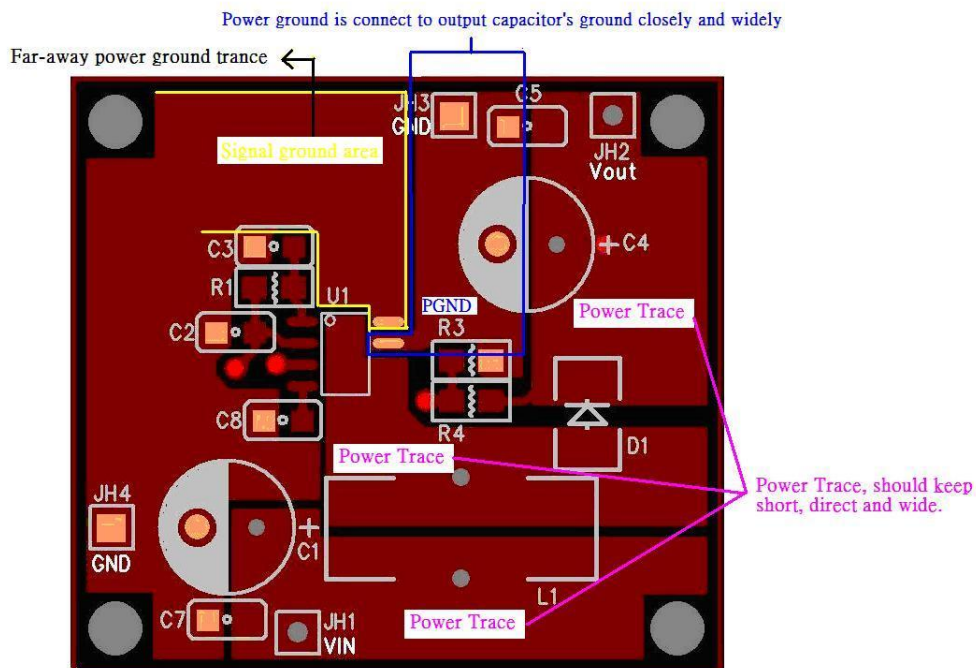 Power ground is connect to output capacitor's ground closely and widely
Far-away power ground trance
JH3
GND
C5
JH2
Vout
Signal ground area
C3
C4
R1
U1
PGND
Power Trace
C2
R3
C8
R4
D1
Power Trace
Power Trace, should keep
short, direct and wide.
JH4
GND
C1
L1
C7
JH1
VIN
Power Trace